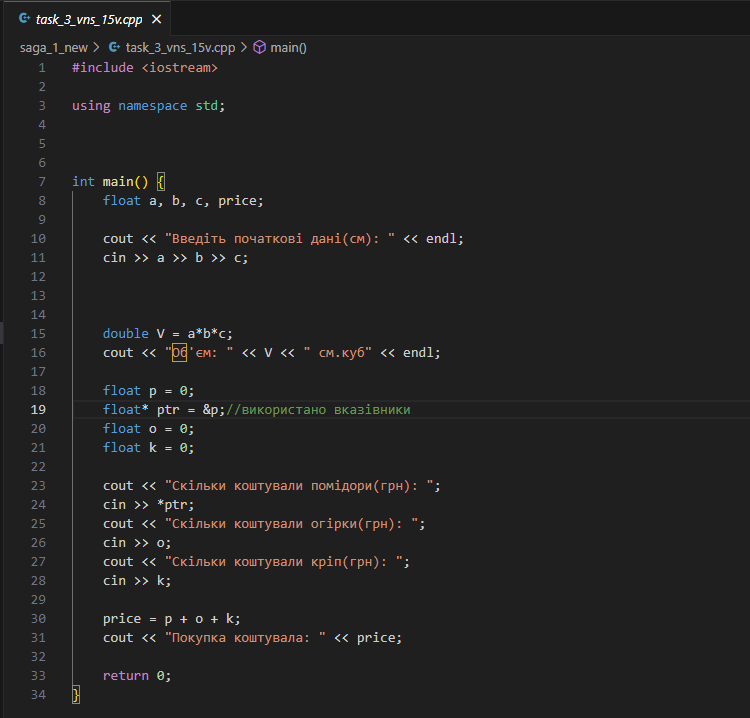 task_3_vns_15v.cpp
saga_1_new > task_3_vns_15v.cpp > main()
1 #include <iostream>
2
3 using namespace std;
4
5
6
7 int main() {
8 float a, b, c, price;
9
10 cout << "Введіть початкові дані(см): " << endl;
11 cin >> a >> b >> c;
12
13
14
15 double V = a*b*c;
16 cout << "Об'єм: " << V << " см.куб" << endl;
17
18 float p = 0;
19 float* ptr = &p;//використано вказівники
20 float o = 0;
21 float k = 0;
22
23 cout << "Скільки коштували помідори(грн): ";
24 cin >> *ptr;
25 cout << "Скільки коштували огірки(грн): ";
26 cin >> o;
27 cout << "Скільки коштували кріп(грн): ";
28 cin >> k;
29
30 price = p + o + k;
31 cout << "Покупка коштувала: " << price;
32
33 return 0;
34 }